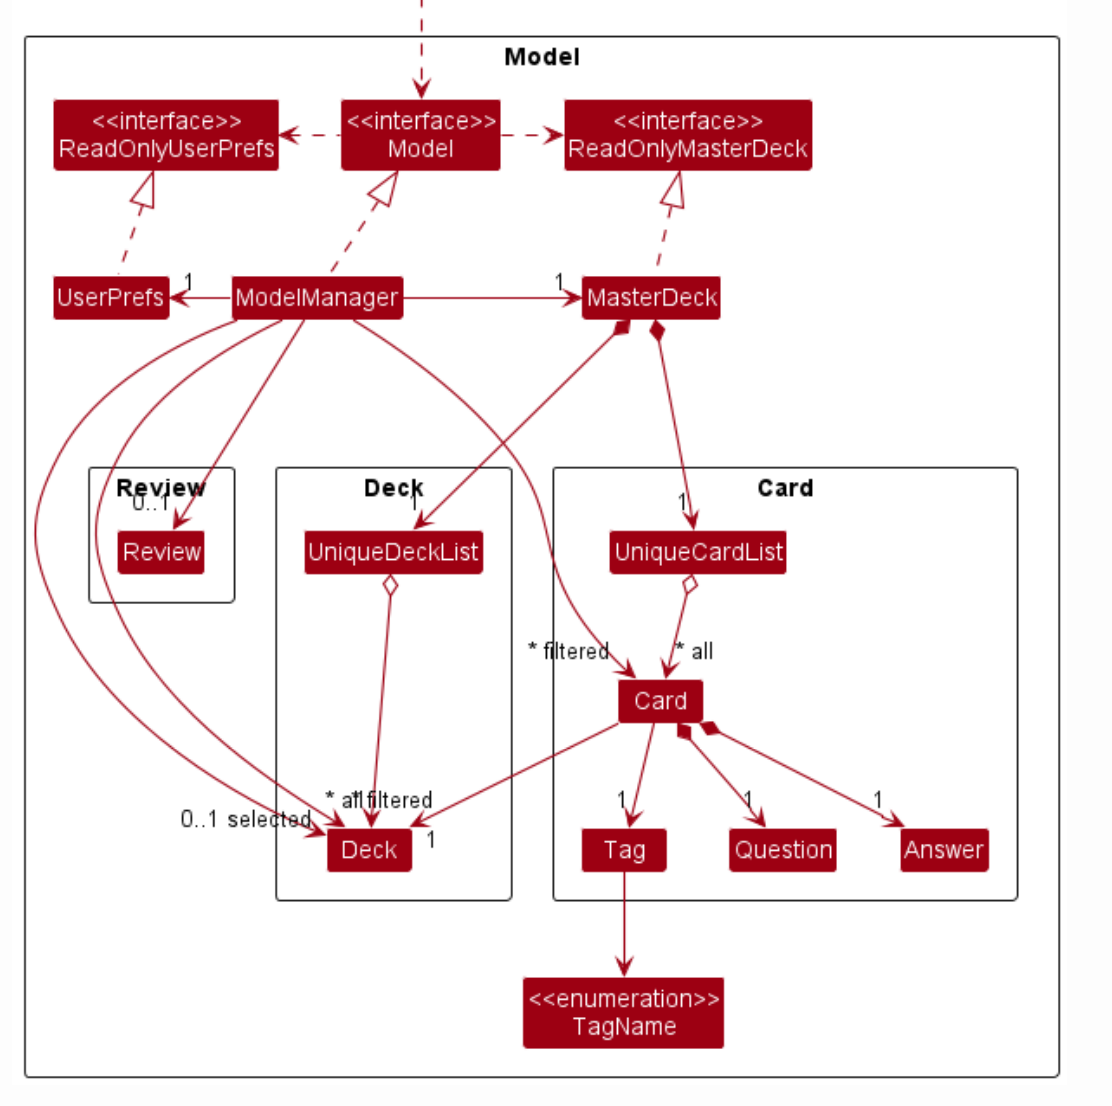 Model
<<interface>>
ReadOnlyUserPrefs
<<interface>>
Model
<<interface>>
ReadOnlyMasterDeck
UserPrefs
1
ModelManager
1
MasterDeck
Review
0..1
Review
Deck
1
UniqueDeckList
Card
1
UniqueCardList
* filtered
* all
Card
* all
* filtered
0..1 selected
1
1
1
1
Deck
Tag
Question
Answer
<<enumeration>>
TagName